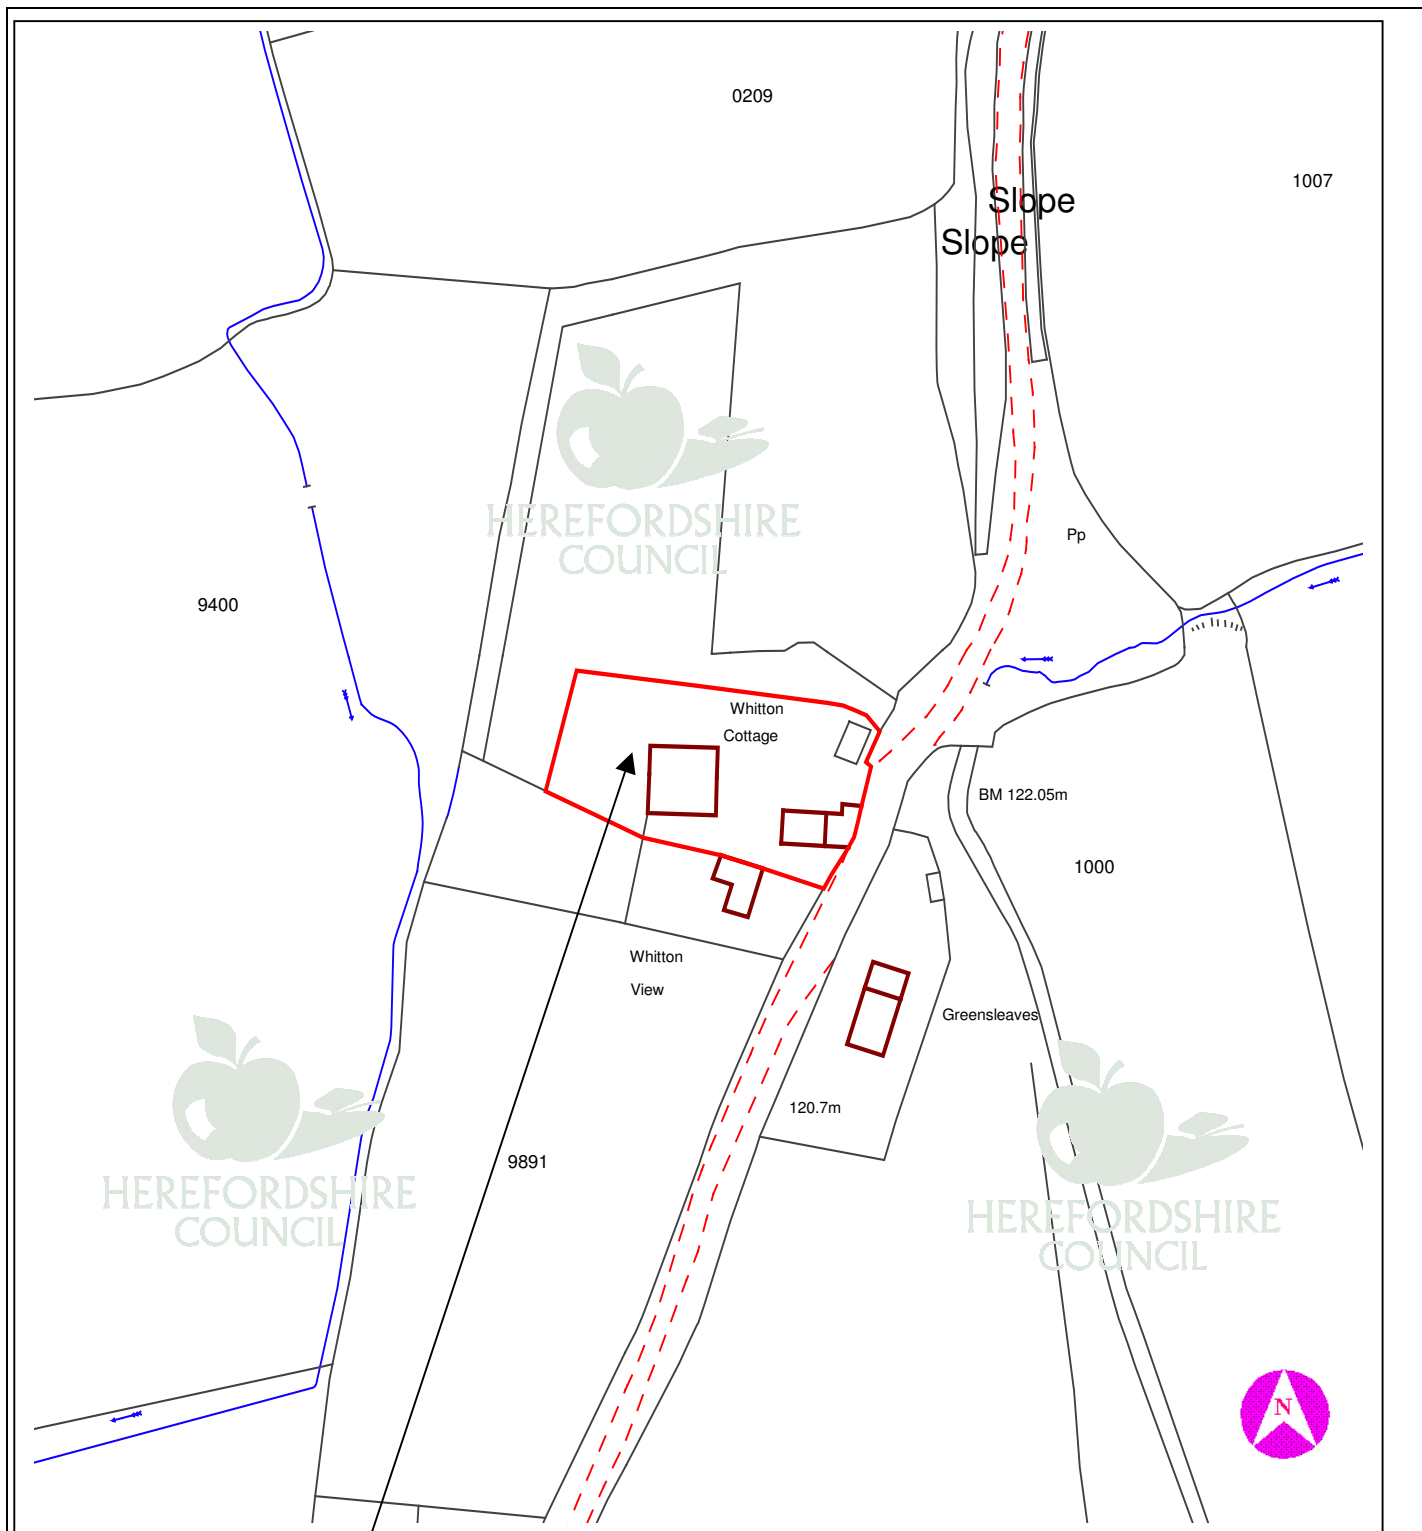 0209
1007
Slope
Slope
HEREFORDSHIRE
COUNCIL
Pp
9400
Whitton
Cottage
BM 122.05m
1000
Whitton
View
Greensleaves
120.7m
9891
HEREFORDSHIRE
COUNCIL
HEREFORDSHIRE
COUNCIL
N